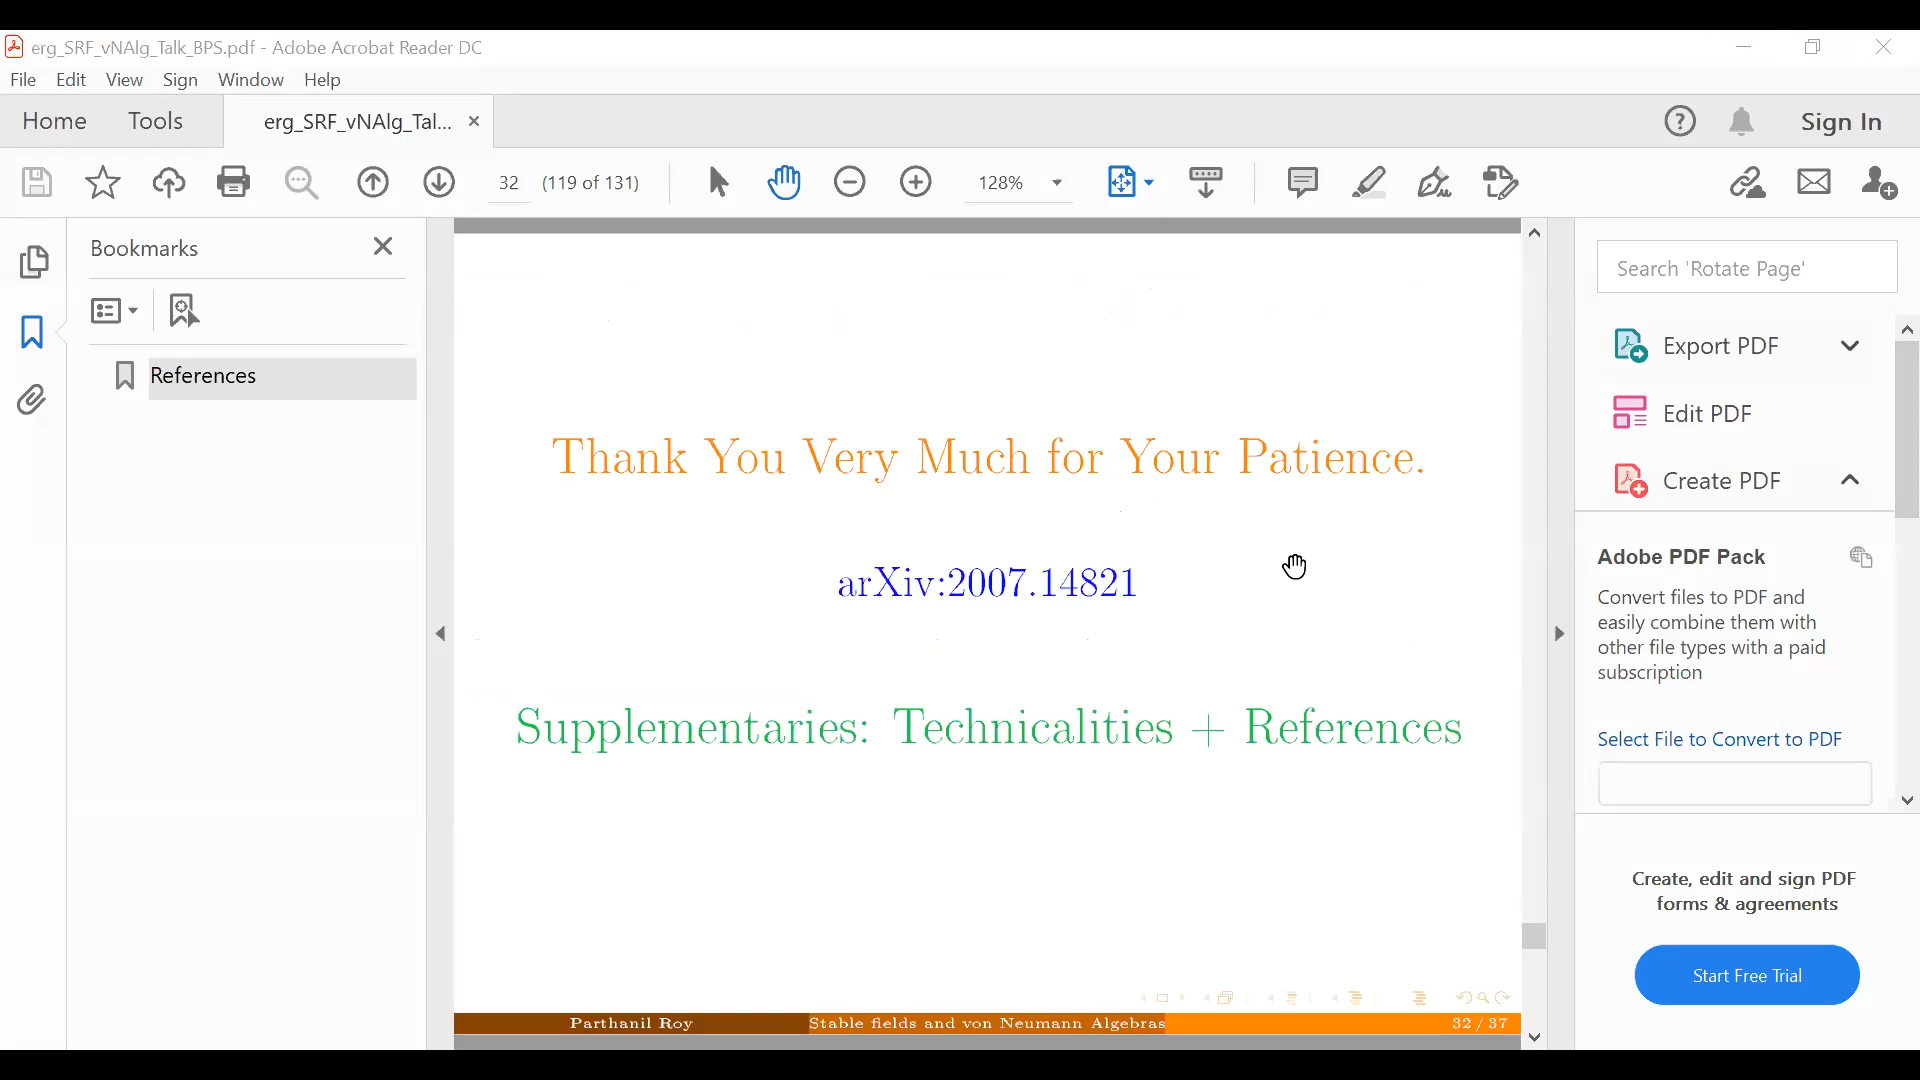 erg_SRF_vNAlg_Talk_BPS.pdf - Adobe Acrobat Reader DC
File Edit View Sign Window Help
Home Tools erg_SRF_vNAlg_Tal... Sign In
32 (119 of 131) 128%
Bookmarks
References
Thank You Very Much for Your Patience.
arXiv:2007.14821
Supplementaries: Technicalities + References
Parthanil Roy Stable fields and von Neumann Algebras 32 / 37
Search 'Rotate Page'
Export PDF
Edit PDF
Create PDF
Adobe PDF Pack
Convert files to PDF and
easily combine them with
other file types with a paid
subscription
Select File to Convert to PDF
Create, edit and sign PDF
forms & agreements
Start Free Trial